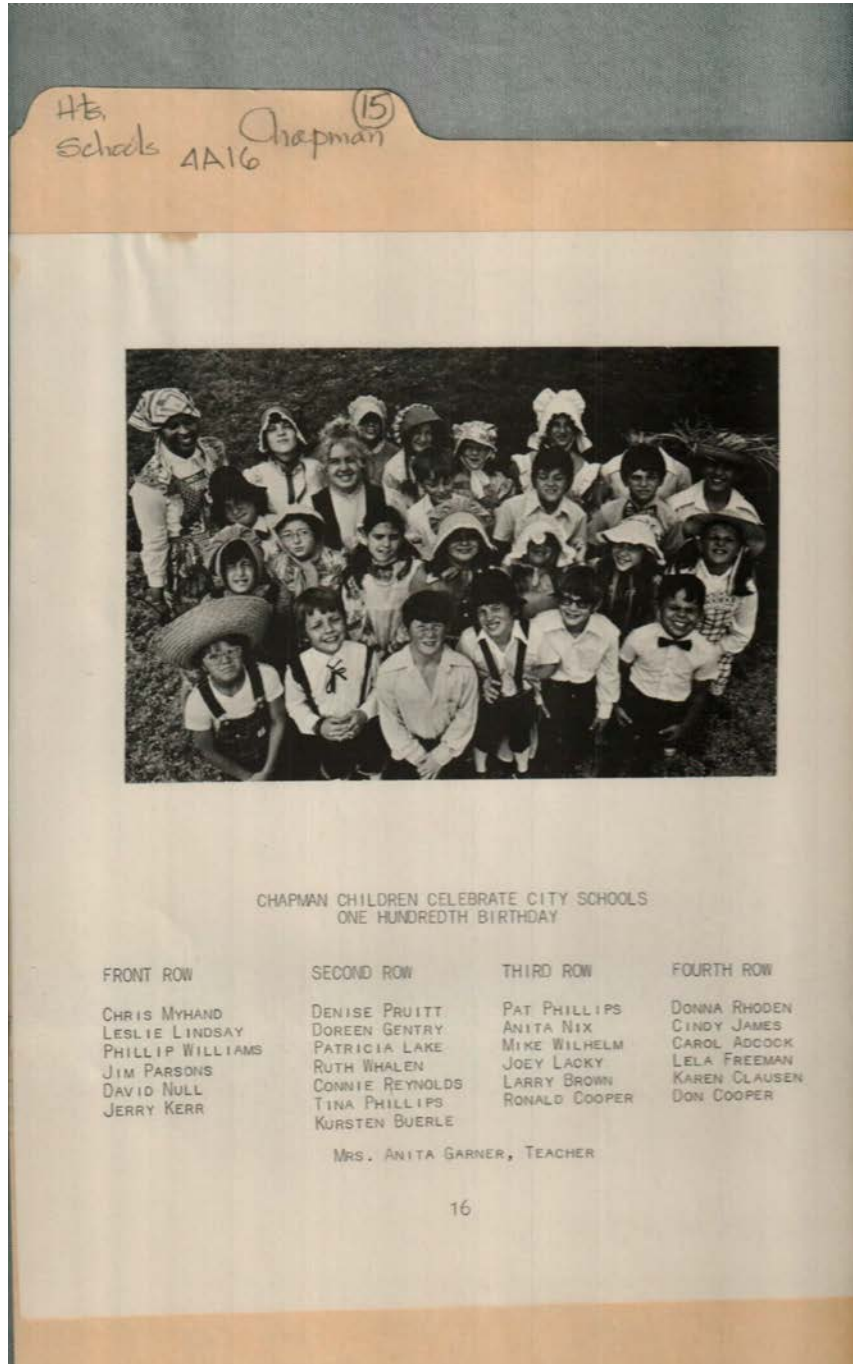 Hts.
Schools 4A16 Chapman 15
CHAPMAN CHILDREN CELEBRATE CITY SCHOOLS
ONE HUNDREDTH BIRTHDAY
FRONT ROW
CHRIS MYHAND
LESLIE LINDSAY
PHILLIP WILLIAMS
JIM PARSONS
DAVID NULL
JERRY KERR
SECOND ROW
DENISE PRUITT
DOREEN GENTRY
PATRICIA LAKE
RUTH WHALEN
CONNIE REYNOLDS
TINA PHILLIPS
KURSTEN BUERLE
THIRD ROW
PAT PHILLIPS
ANITA NIX
MIKE WILHELM
JOEY LACKY
LARRY BROWN
RONALD COOPER
FOURTH ROW
DONNA RHODEN
CINDY JAMES
CAROL ADCOCK
LELA FREEMAN
KAREN CLAUSEN
DON COOPER
MRS. ANITA GARNER, TEACHER
16